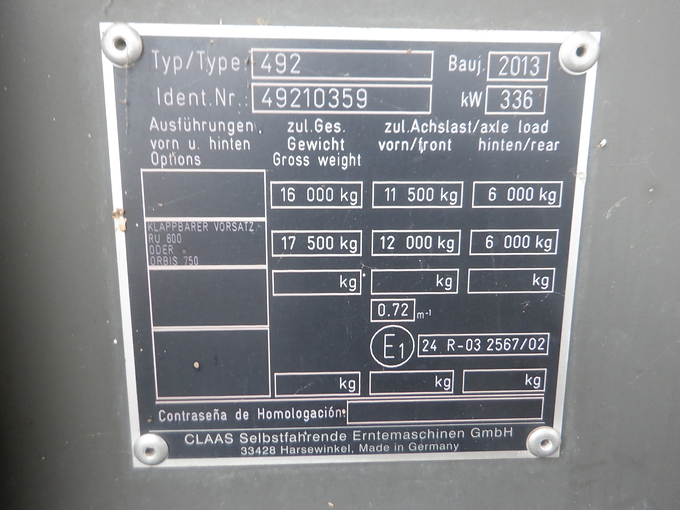 Typ/Type: 492 Bauj. 2013
Ident.Nr.: 49210359 kW 336
Ausführungen zul.Ges. zul.Achslast/axle load
vorn u. hinten Gewicht vorn/front hinten/rear
Options Gross weight
16 000 kg 11 500 kg 6 000 kg
KLAPPBARER VORSATZ
RU 600
ODER
ORBIS 750
17 500 kg 12 000 kg 6 000 kg
kg kg kg
0.72 m-1
E1 24 R-03 2567/02
kg kg kg
Contraseña de Homologación:
CLAAS Selbstfahrende Erntemaschinen GmbH
33428 Harsewinkel, Made in Germany